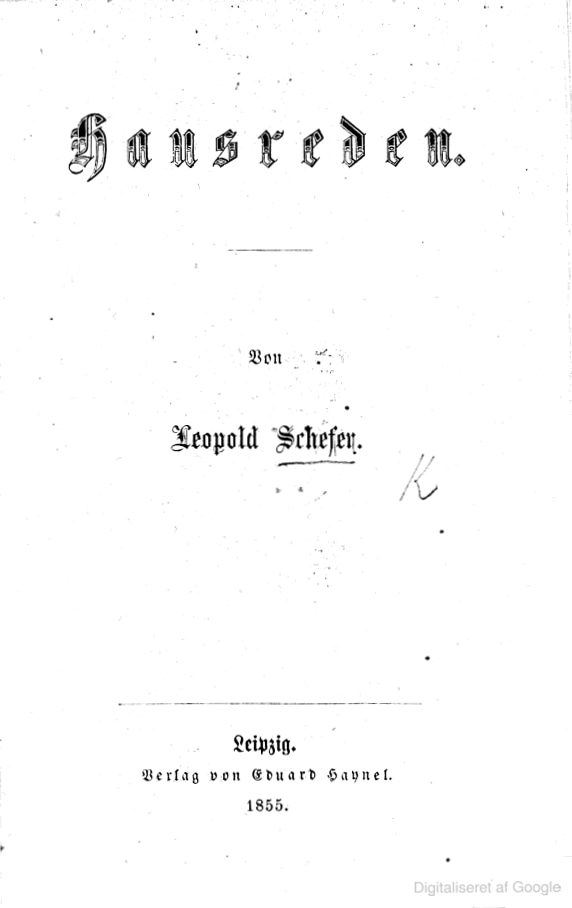 Hausreden.
Von
Leopold Schefer.
K
Leipzig.
Verlag von Eduard Haynel.
1855.
Digitaliseret af Google